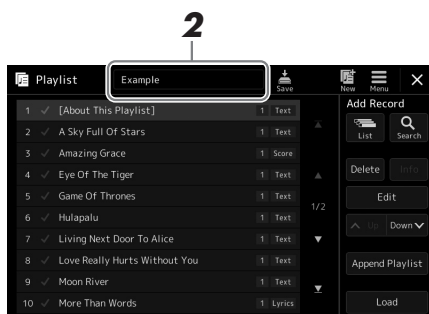 2
Playlist Example Save New Menu
Add Record
List Search
1 [About This Playlist] 1 Text
2 A Sky Full Of Stars 1 Text
3 Amazing Grace 1 Score
4 Eye Of The Tiger 1 Text
5 Game Of Thrones 1 Text
6 Hulapalu 1 Text
7 Living Next Door To Alice 1 Text
8 Love Really Hurts Without You 1 Text
9 Moon River 1 Text
10 More Than Words 1 Lyrics
1/2
Delete Info
Edit
Up Down
Append Playlist
Load